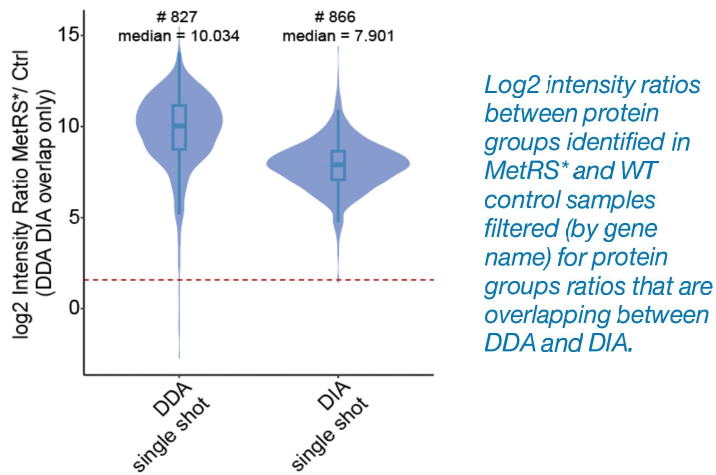 # 827
median = 10.034
# 866
median = 7.901
log2 Intensity Ratio MetRS*/ Ctrl
(DDA DIA overlap only)
15
10
5
0
DDA
single shot
DIA
single shot
Log2 intensity ratios
between protein
groups identified in
MetRS* and WT
control samples
filtered (by gene
name) for protein
groups ratios that are
overlapping between
DDA and DIA.